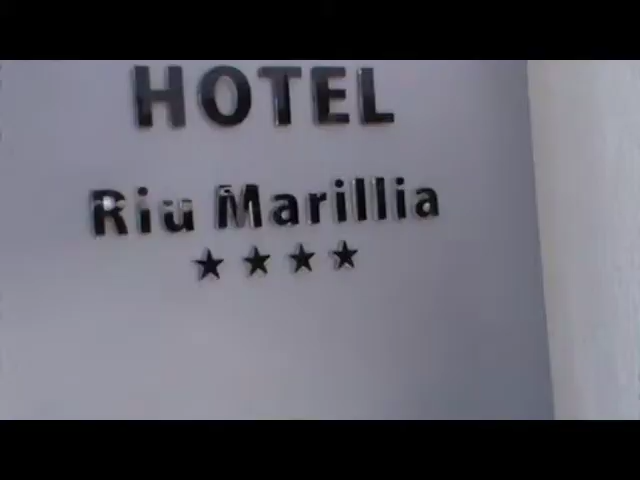 HOTEL
Riu Marillia
★ ★ ★ ★